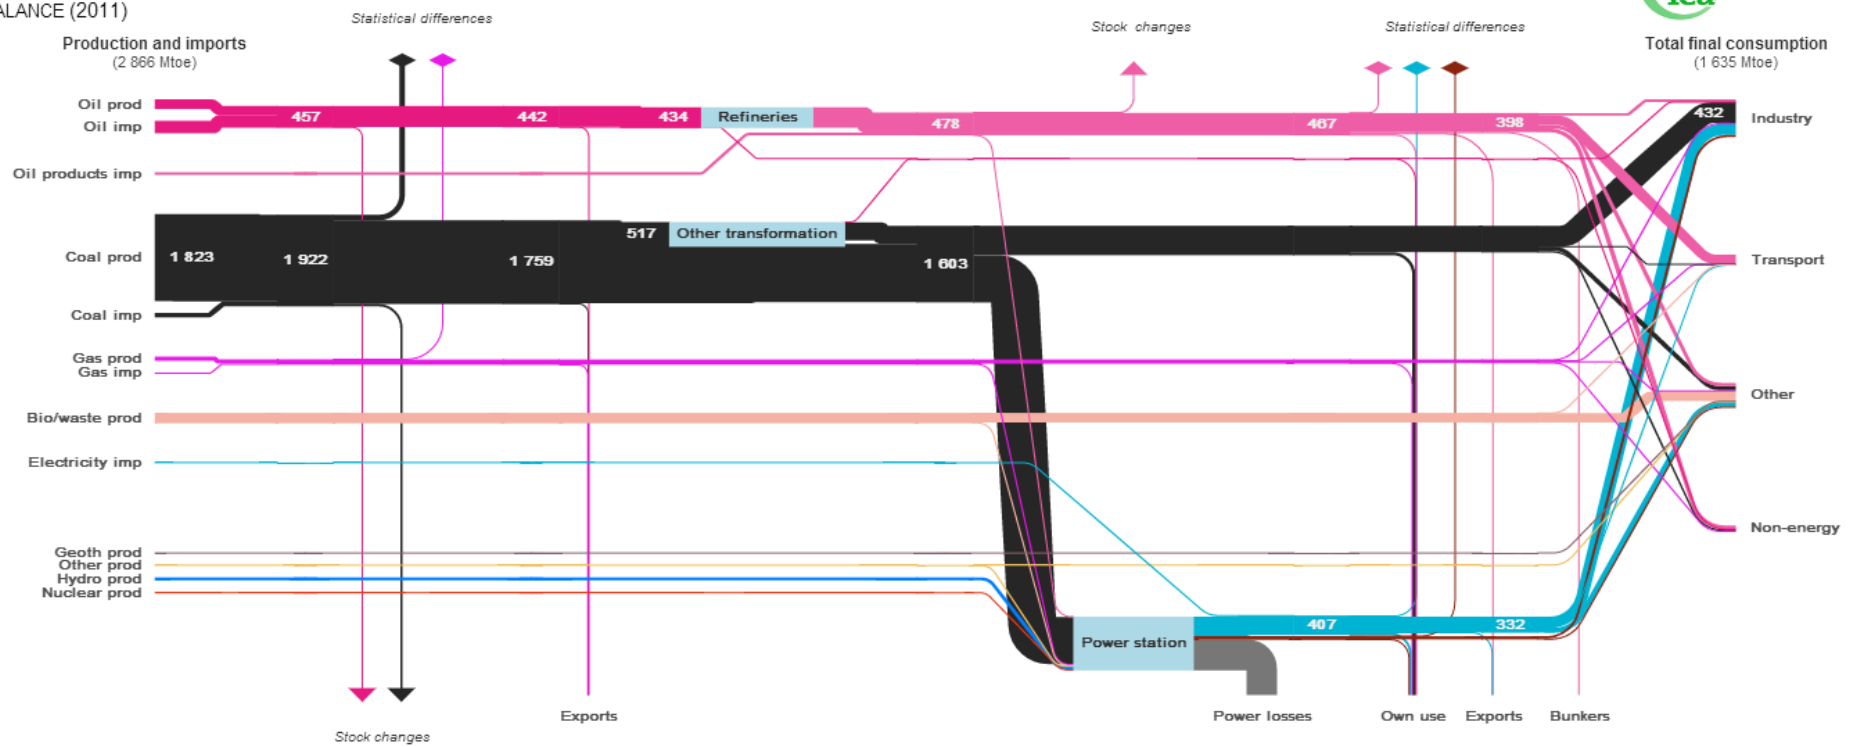 ALANCE (2011)
Statistical differences
Stock changes
Statistical differences
iea
Production and imports
(2 866 Mtoe)
Total final consumption
(1 635 Mtoe)
Oil prod
Oil imp
457
442
434
Refineries
478
467
398
432
Industry
Oil products imp
517
Other transformation
Coal prod
1 823
1 922
1 759
1 603
Transport
Coal imp
Gas prod
Gas imp
Other
Bio/waste prod
Electricity imp
Non-energy
Geoth prod
Other prod
Hydro prod
Nuclear prod
407
332
Power station
Exports
Power losses
Own use
Exports
Bunkers
Stock changes